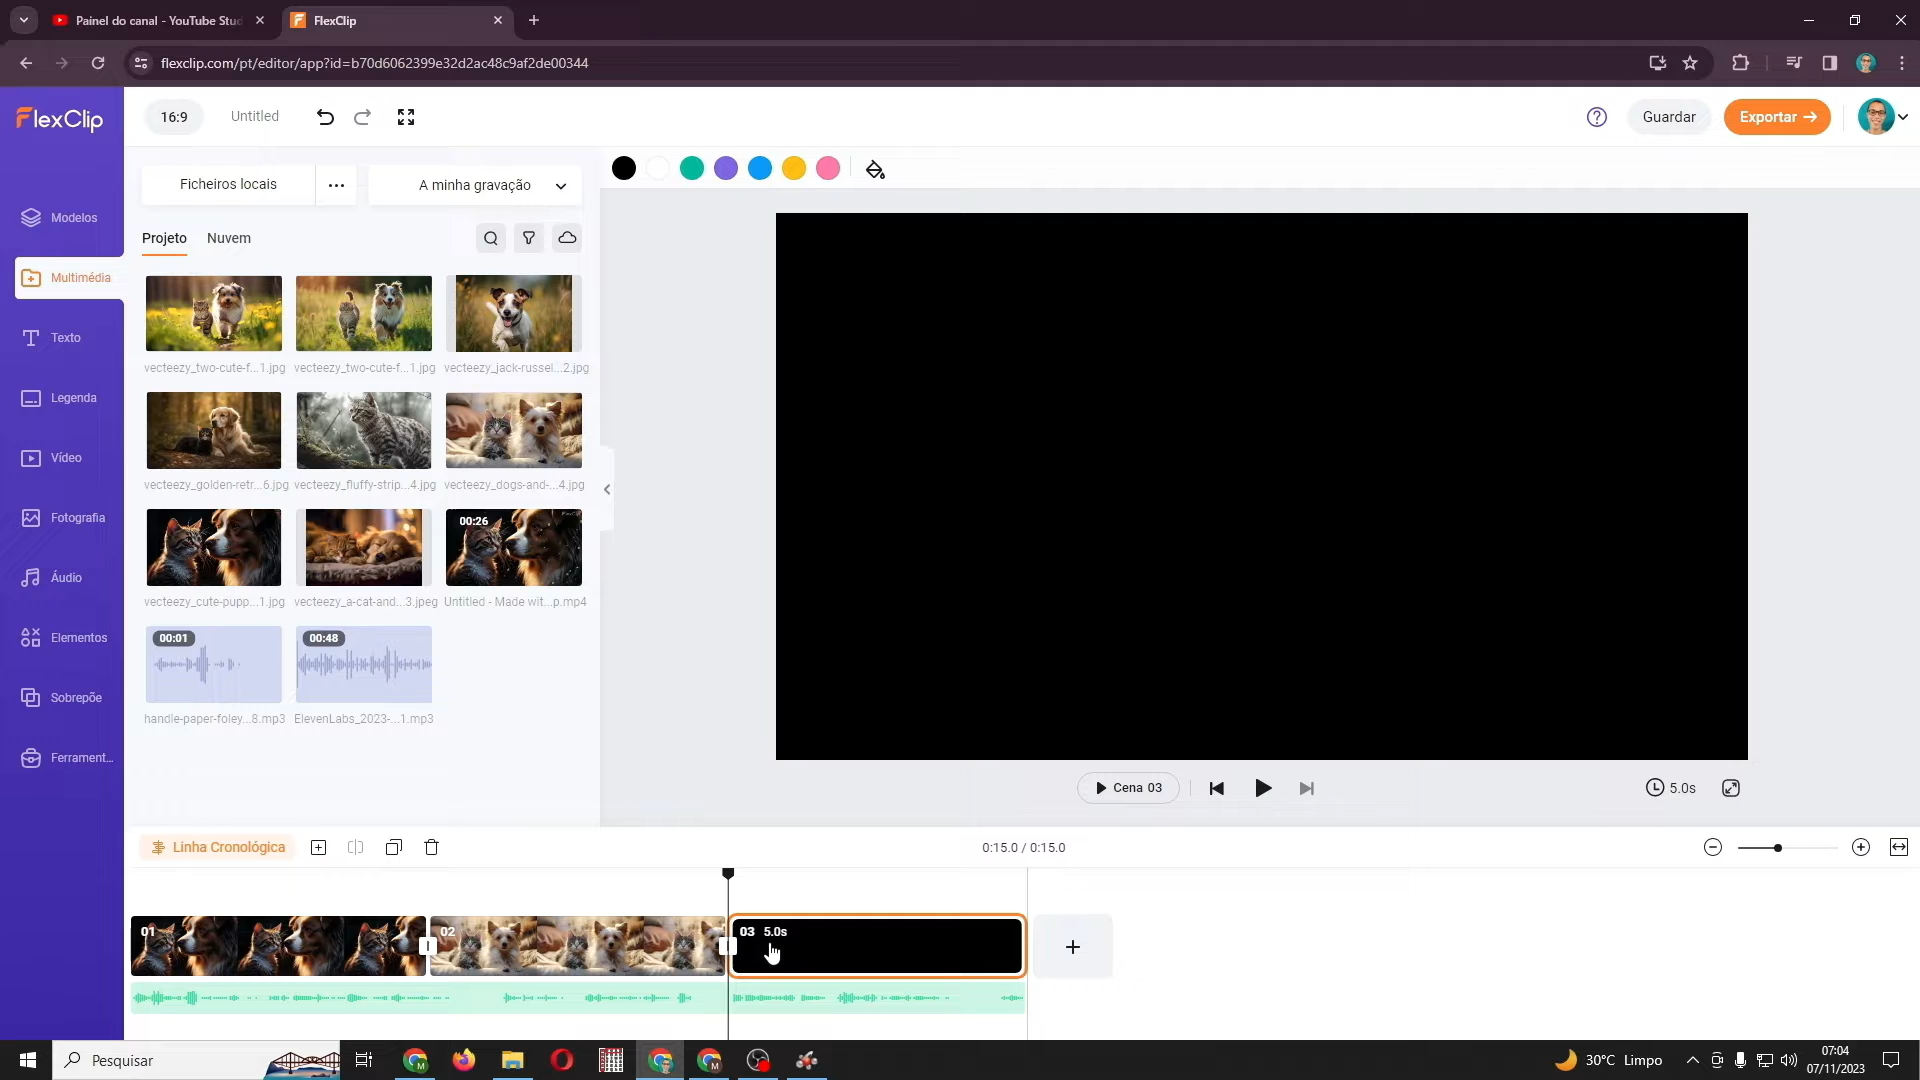 Painel do canal - YouTube Stud
FlexClip
flexclip.com/pt/editor/app?id=b70d6062399e32d2ac48c9af2de00344
FlexClip
16:9
Untitled
Guardar
Exportar
Modelos
Multimédia
Texto
Legenda
Vídeo
Fotografia
Áudio
Elementos
Sobrepõe
Ferrament...
Ficheiros locais
A minha gravação
Projeto
Nuvem
vecteezy_two-cute-f...1.jpg
vecteezy_two-cute-f...1.jpg
vecteezy_jack-russel...2.jpg
vecteezy_golden-retr...6.jpg
vecteezy_fluffy-strip...4.jpg
vecteezy_dogs-and-...4.jpg
00:26
vecteezy_cute-pupp...1.jpg
vecteezy_a-cat-and...3.jpeg
Untitled - Made wit...p.mp4
00:01
00:48
handle-paper-foley...8.mp3
ElevenLabs_2023-...1.mp3
Cena 03
5.0s
Linha Cronológica
0:15.0 / 0:15.0
01
02
03 5.0s
Pesquisar
30°C Limpo
07:04
07/11/2023